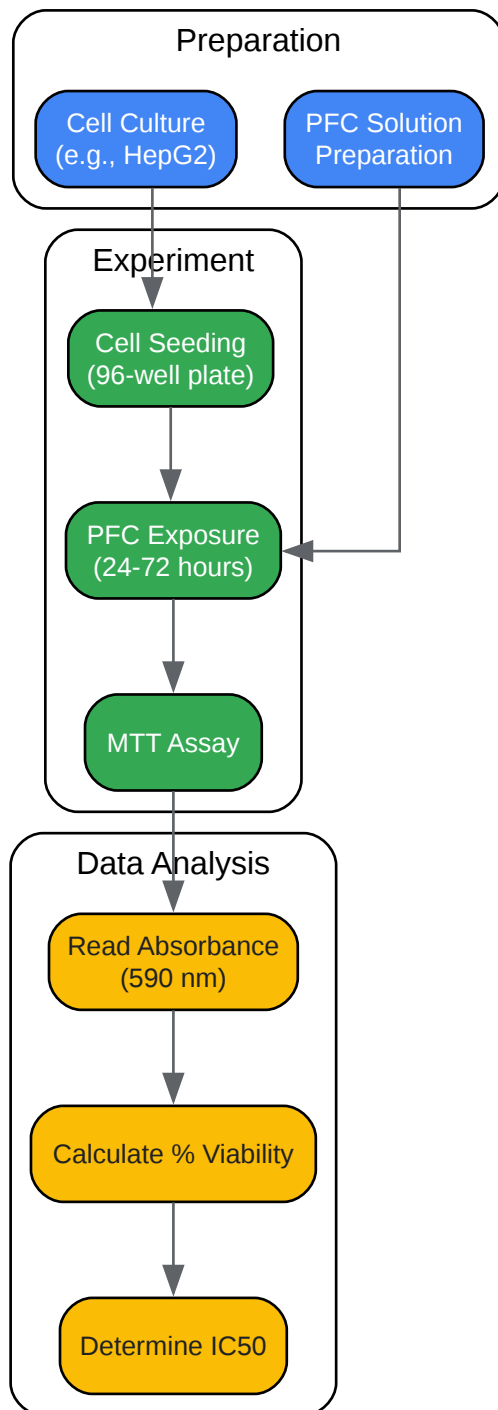 Preparation
Cell Culture
(e.g., HepG2)
PFC Solution
Preparation
Experiment
Cell Seeding
(96-well plate)
PFC Exposure
(24-72 hours)
MTT Assay
Data Analysis
Read Absorbance
(590 nm)
Calculate % Viability
Determine IC50